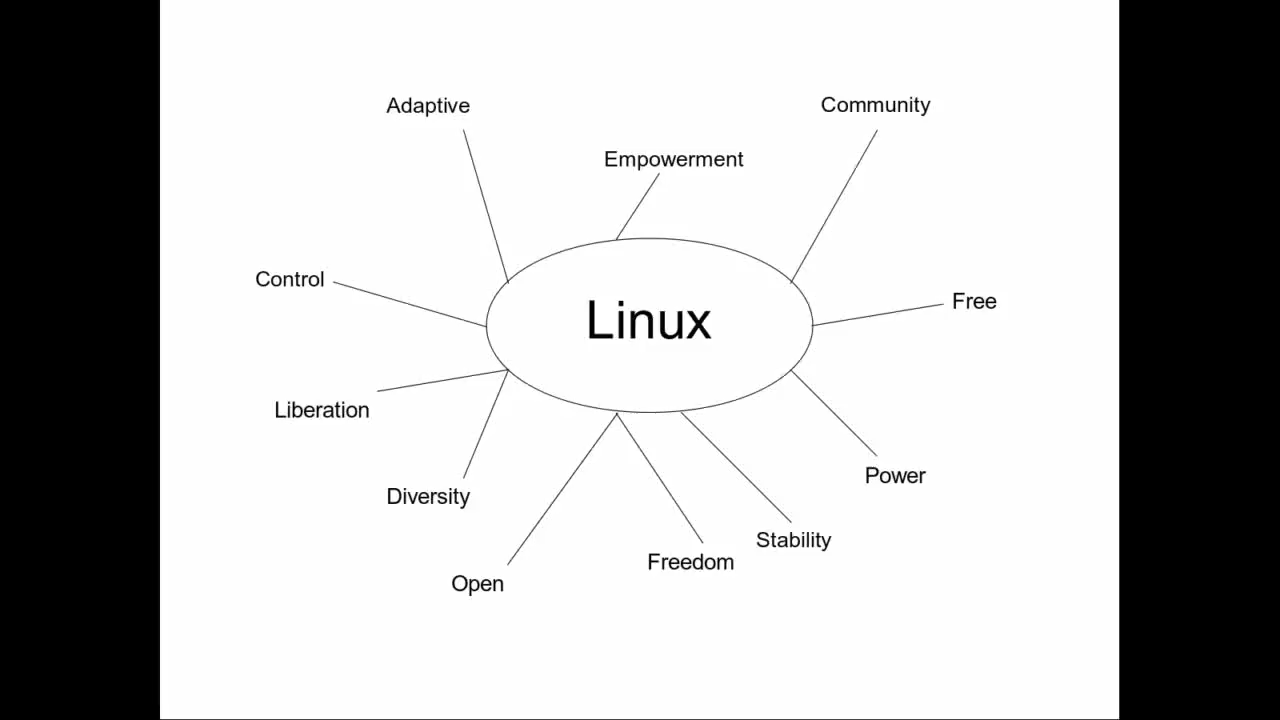 Adaptive
Community
Empowerment
Control
Free
Linux
Liberation
Power
Diversity
Stability
Freedom
Open